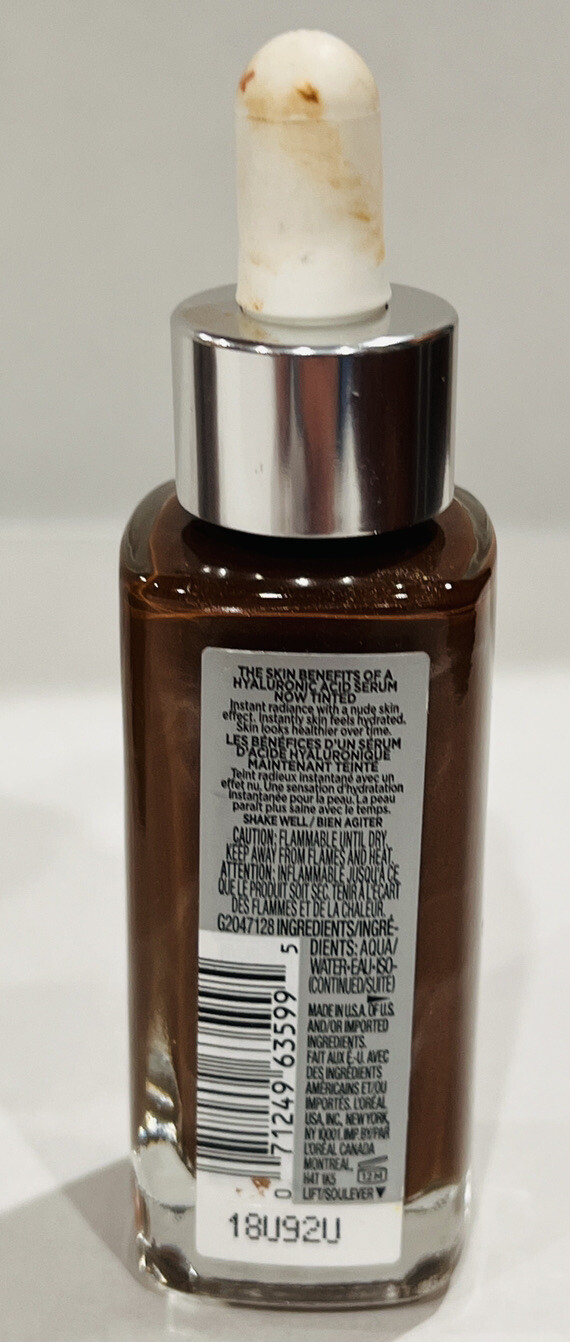 THE SKIN BENEFITS OF A
HYALURONIC ACID SERUM
NOW TINTED
Instant radiance with a nude skin
effect. Instantly skin feels hydrated.
Skin looks healthier over time.
LES BÉNÉFICES D'UN SÉRUM
D'ACIDE HYALURONIQUE
MAINTENANT TEINTÉ
Teint radieux instantané avec un
effet nu. Une sensation d'hydratation
instantanée pour la peau. La peau
paraît plus saine avec le temps.
SHAKE WELL / BIEN AGITER
CAUTION: FLAMMABLE UNTIL DRY.
KEEP AWAY FROM FLAMES AND HEAT.
ATTENTION: INFLAMMABLE JUSQU'À CE
QUE LE PRODUIT SOIT SEC. TENIR À L'ÉCART
DES FLAMMES ET DE LA CHALEUR.
G2047128 INGREDIENTS/INGRÉ-
DIENTS: AQUA/
WATER•EAU•ISO-
(CONTINUED/SUITE)
MADE IN U.S.A. OF U.S.
AND/OR IMPORTED
INGREDIENTS.
FAIT AUX É.-U. AVEC
DES INGRÉDIENTS
AMÉRICAINS ET/OU
IMPORTÉS. L'ORÉAL
USA, INC., NEW YORK,
NY 10001. IMP. BY/PAR
L'ORÉAL CANADA
MONTRÉAL,
H4T 1K5
12M
LIFT/SOULEVER
0 71249 63599 5
18U92U